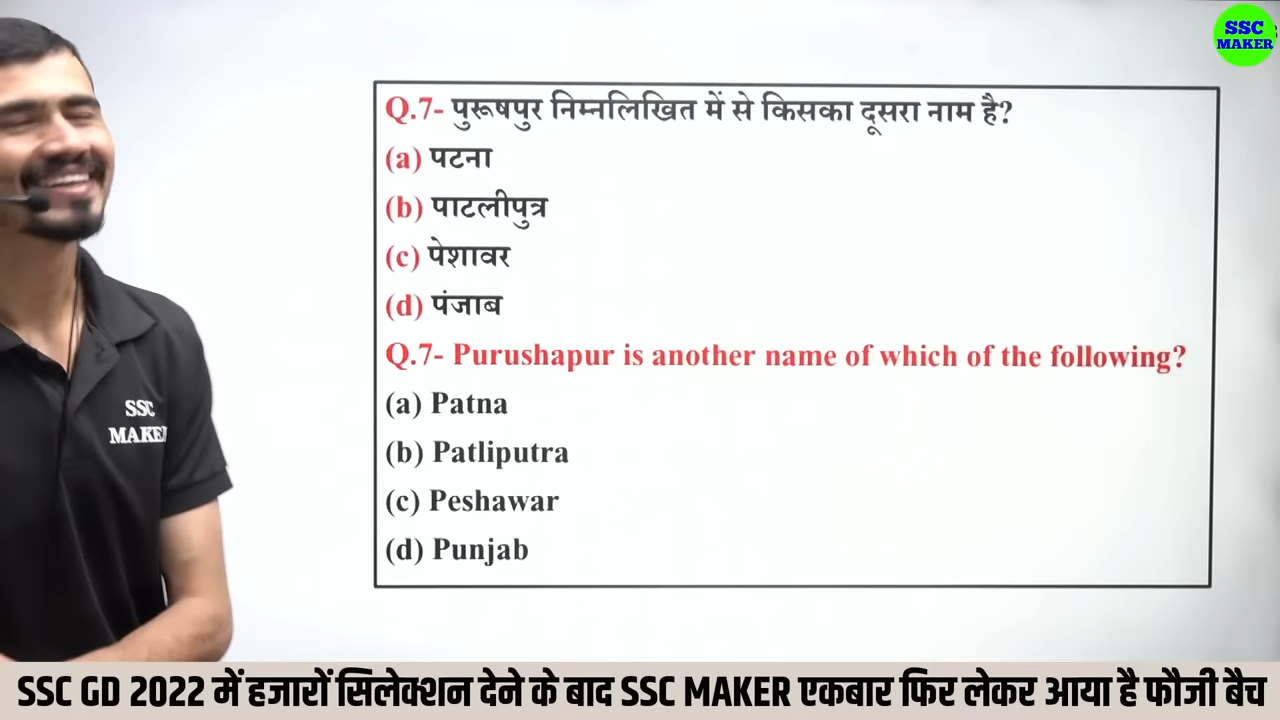 SSC
MAKER
Q.7- पुरूषपुर निम्नलिखित में से किसका दूसरा नाम है?
(a) पटना
(b) पाटलीपुत्र
(c) पेशावर
(d) पंजाब
Q.7- Purushapur is another name of which of the following?
(a) Patna
(b) Patliputra
(c) Peshawar
(d) Punjab
SSC
MAKER
SSC GD 2022 में हजारों सिलेक्शन देने के बाद SSC MAKER एकबार फिर लेकर आया है फौजी बैच